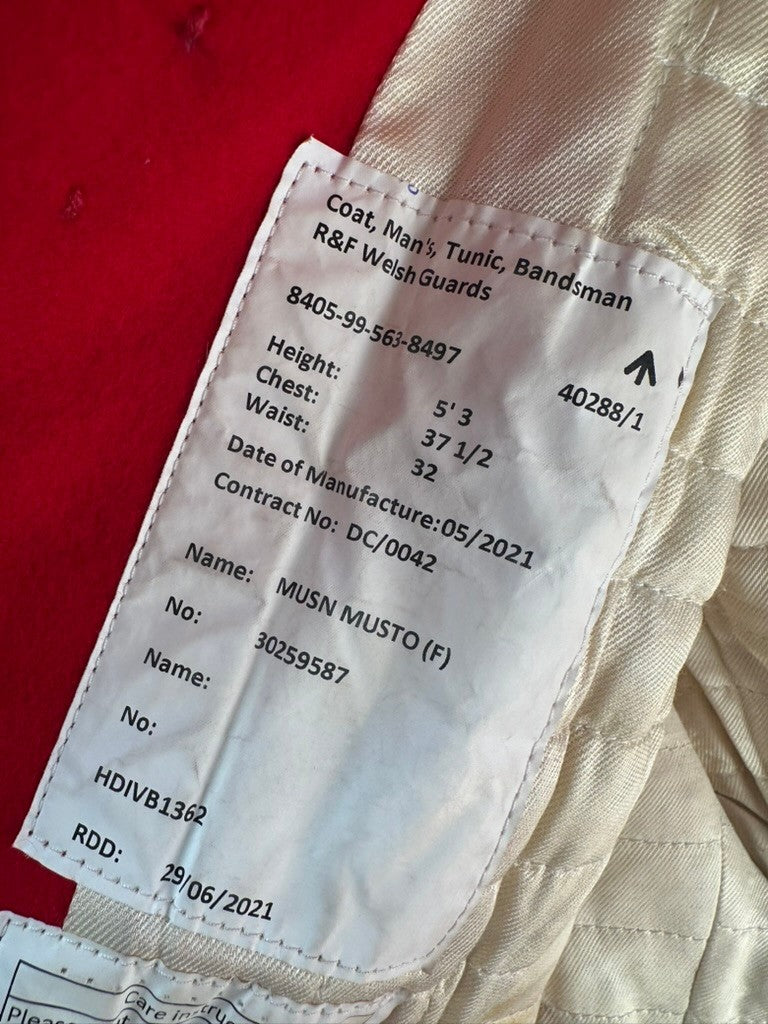 Coat, Man's, Tunic, Bandsman
R&F Welsh Guards
8405-99-563-8497
40288/1
Height: 5' 3
Chest: 37 1/2
Waist: 32
Date of Manufacture: 05/2021
Contract No: DC/0042
Name: MUSN MUSTO (F)
No: 30259587
Name:
No:
HDIVB1362
RDD: 29/06/2021
Care